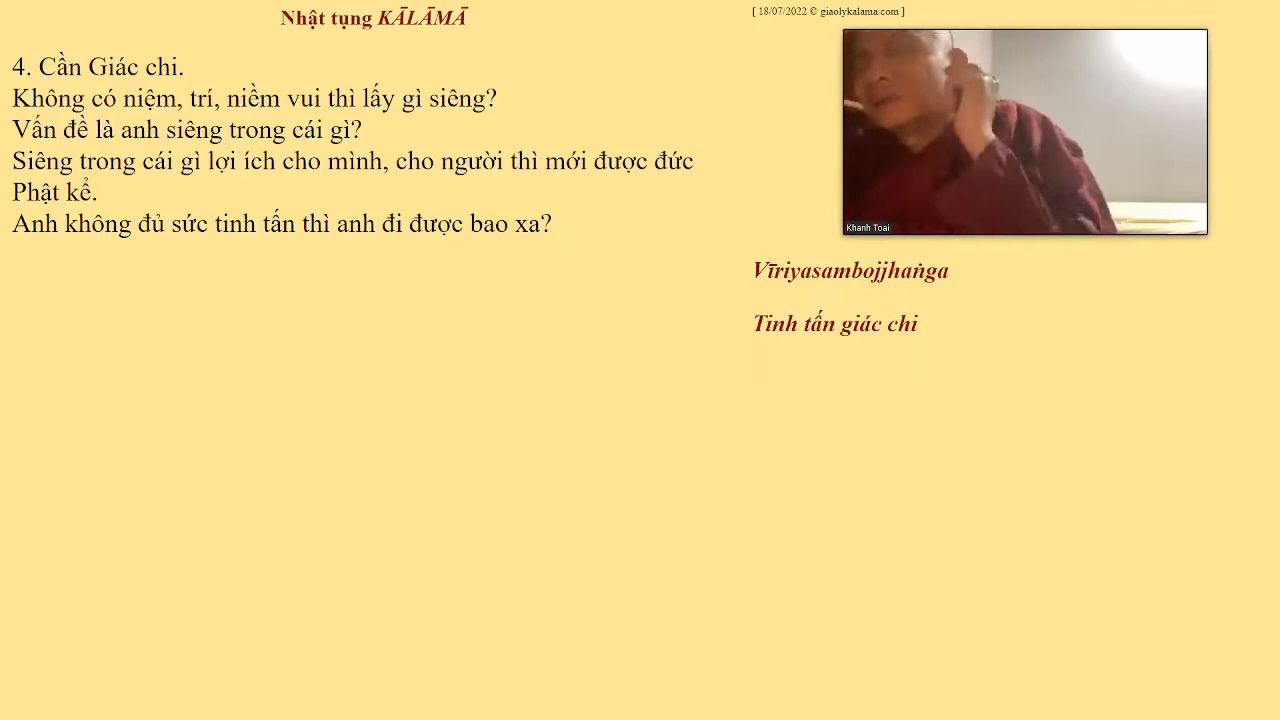 Nhật tụng KĀLĀMĀ
4. Cần Giác chi.
Không có niệm, trí, niềm vui thì lấy gì siêng?
Vấn đề là anh siêng trong cái gì?
Siêng trong cái gì lợi ích cho mình, cho người thì mới được đức
Phật kể.
Anh không đủ sức tinh tấn thì anh đi được bao xa?
[ 18/07/2022 © giaolykalama.com ]
Khanh Toai
Vīriyasambojjhaṅga
Tinh tấn giác chi